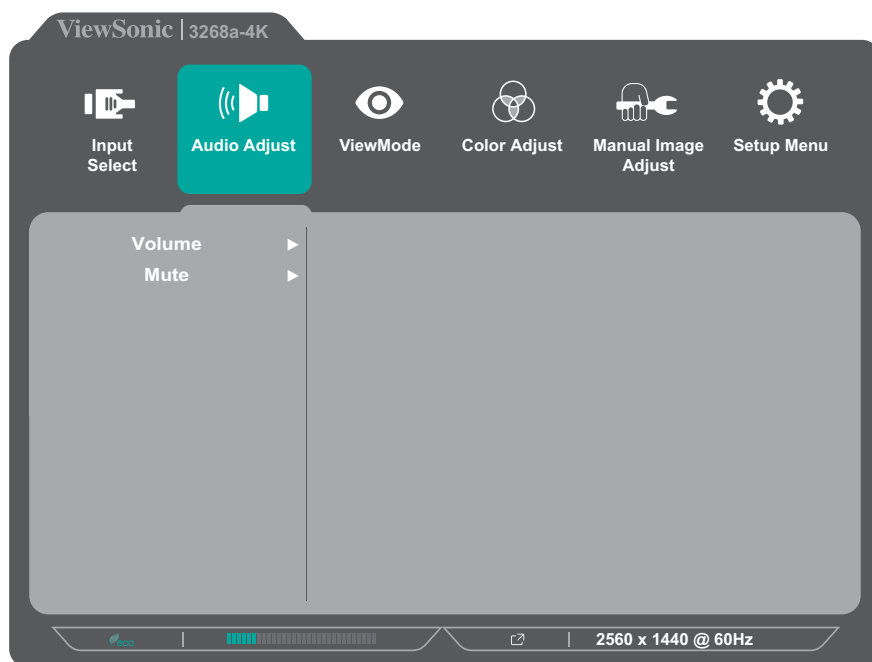 ViewSonic | 3268a-4K
Input
Select
Audio Adjust
ViewMode
Color Adjust
Manual Image
Adjust
Setup Menu
Volume
Mute
eco
2560 x 1440 @ 60Hz